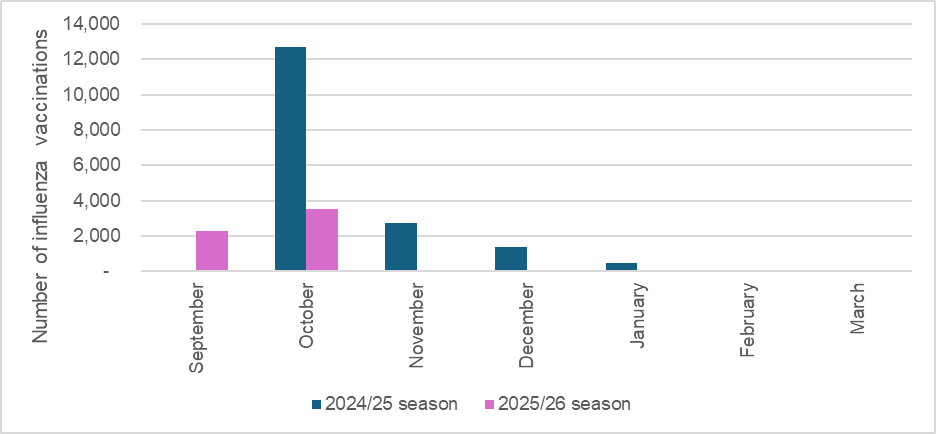 Number of influenza vaccinations
14,000
12,000
10,000
8,000
6,000
4,000
2,000
-
September
October
November
December
January
February
March
2024/25 season
2025/26 season